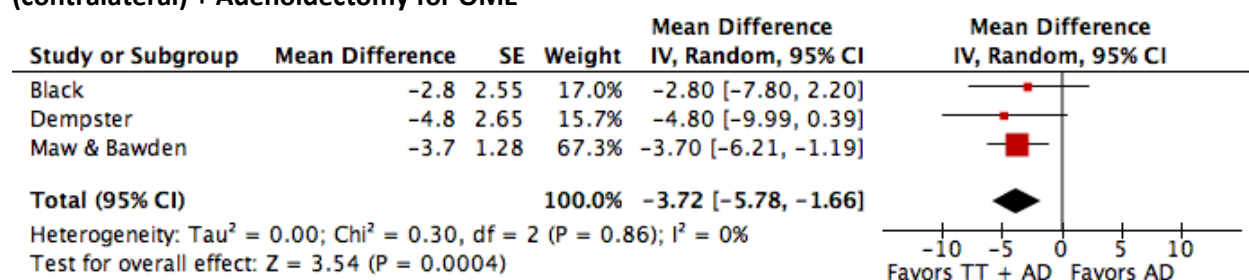 (contralateral) + Adenoidectomy for OME
Mean Difference Mean Difference
Study or Subgroup Mean Difference SE Weight IV, Random, 95% CI IV, Random, 95% CI
Black -2.8 2.55 17.0% -2.80 [-7.80, 2.20]
Dempster -4.8 2.65 15.7% -4.80 [-9.99, 0.39]
Maw & Bawden -3.7 1.28 67.3% -3.70 [-6.21, -1.19]
Total (95% CI) 100.0% -3.72 [-5.78, -1.66]
Heterogeneity: Tau² = 0.00; Chi² = 0.30, df = 2 (P = 0.86); I² = 0%
Test for overall effect: Z = 3.54 (P = 0.0004)
-10 -5 0 5 10
Favors TT + AD Favors AD